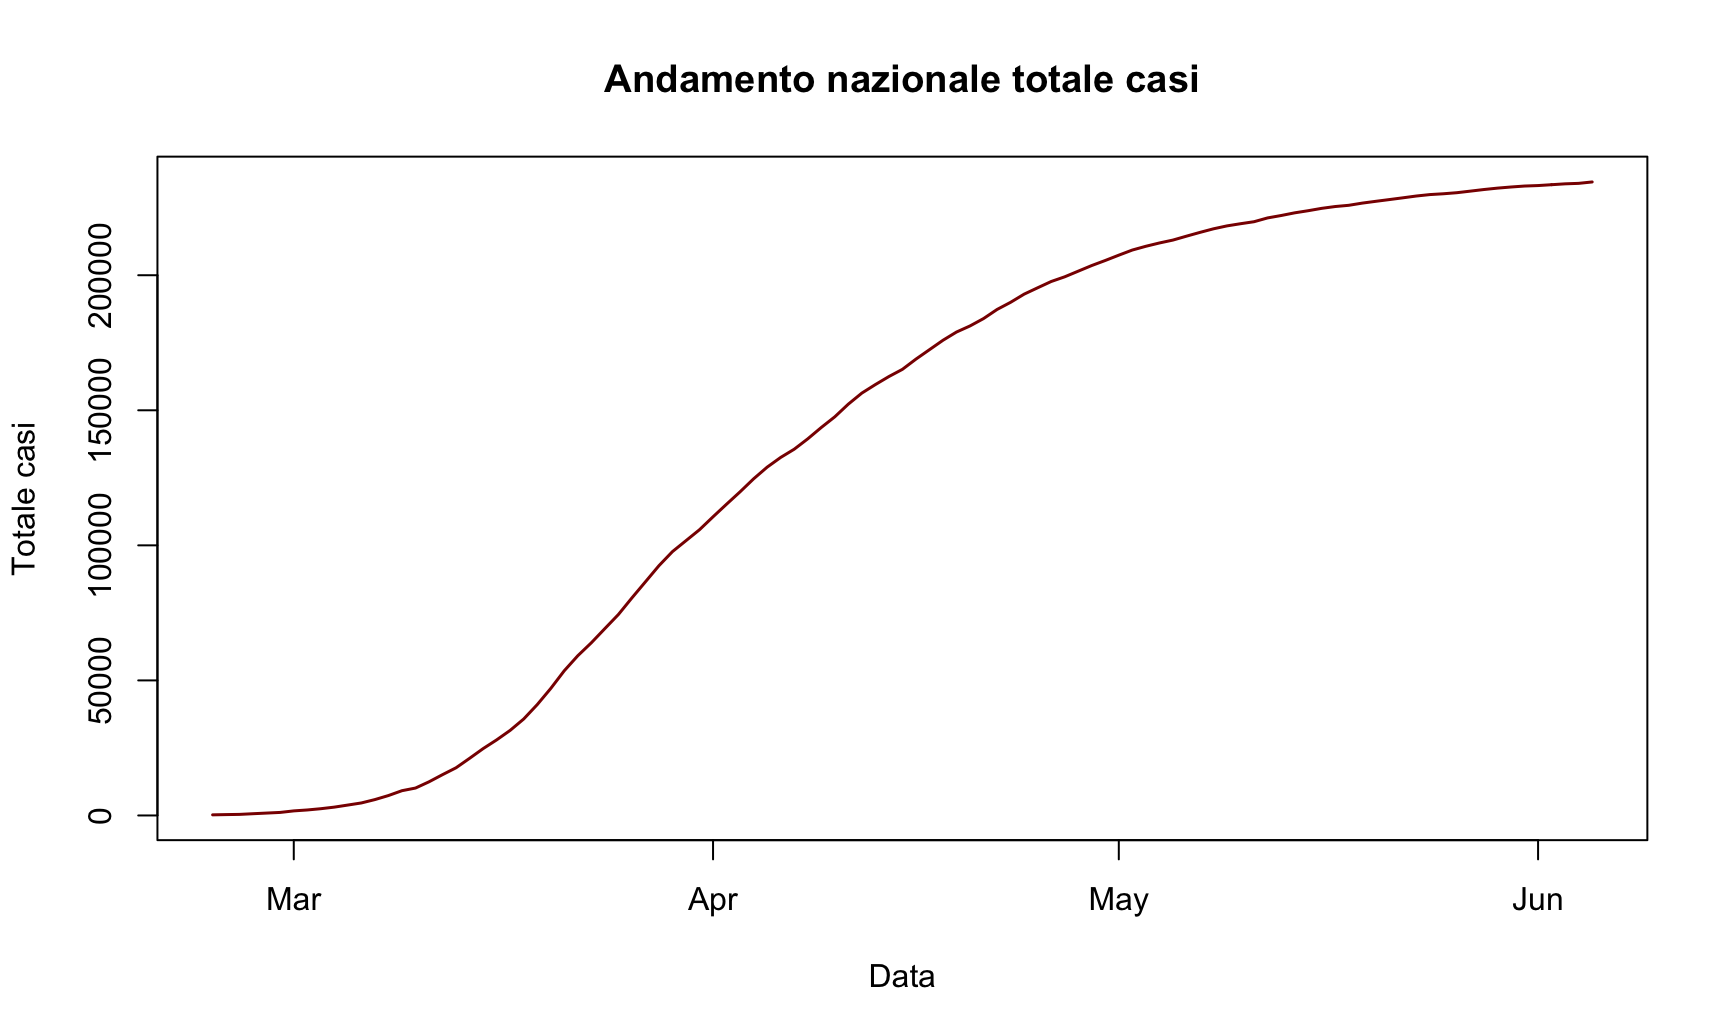 Andamento nazionale totale casi
Totale casi
200000
150000
100000
50000
0
Mar Apr May Jun
Data